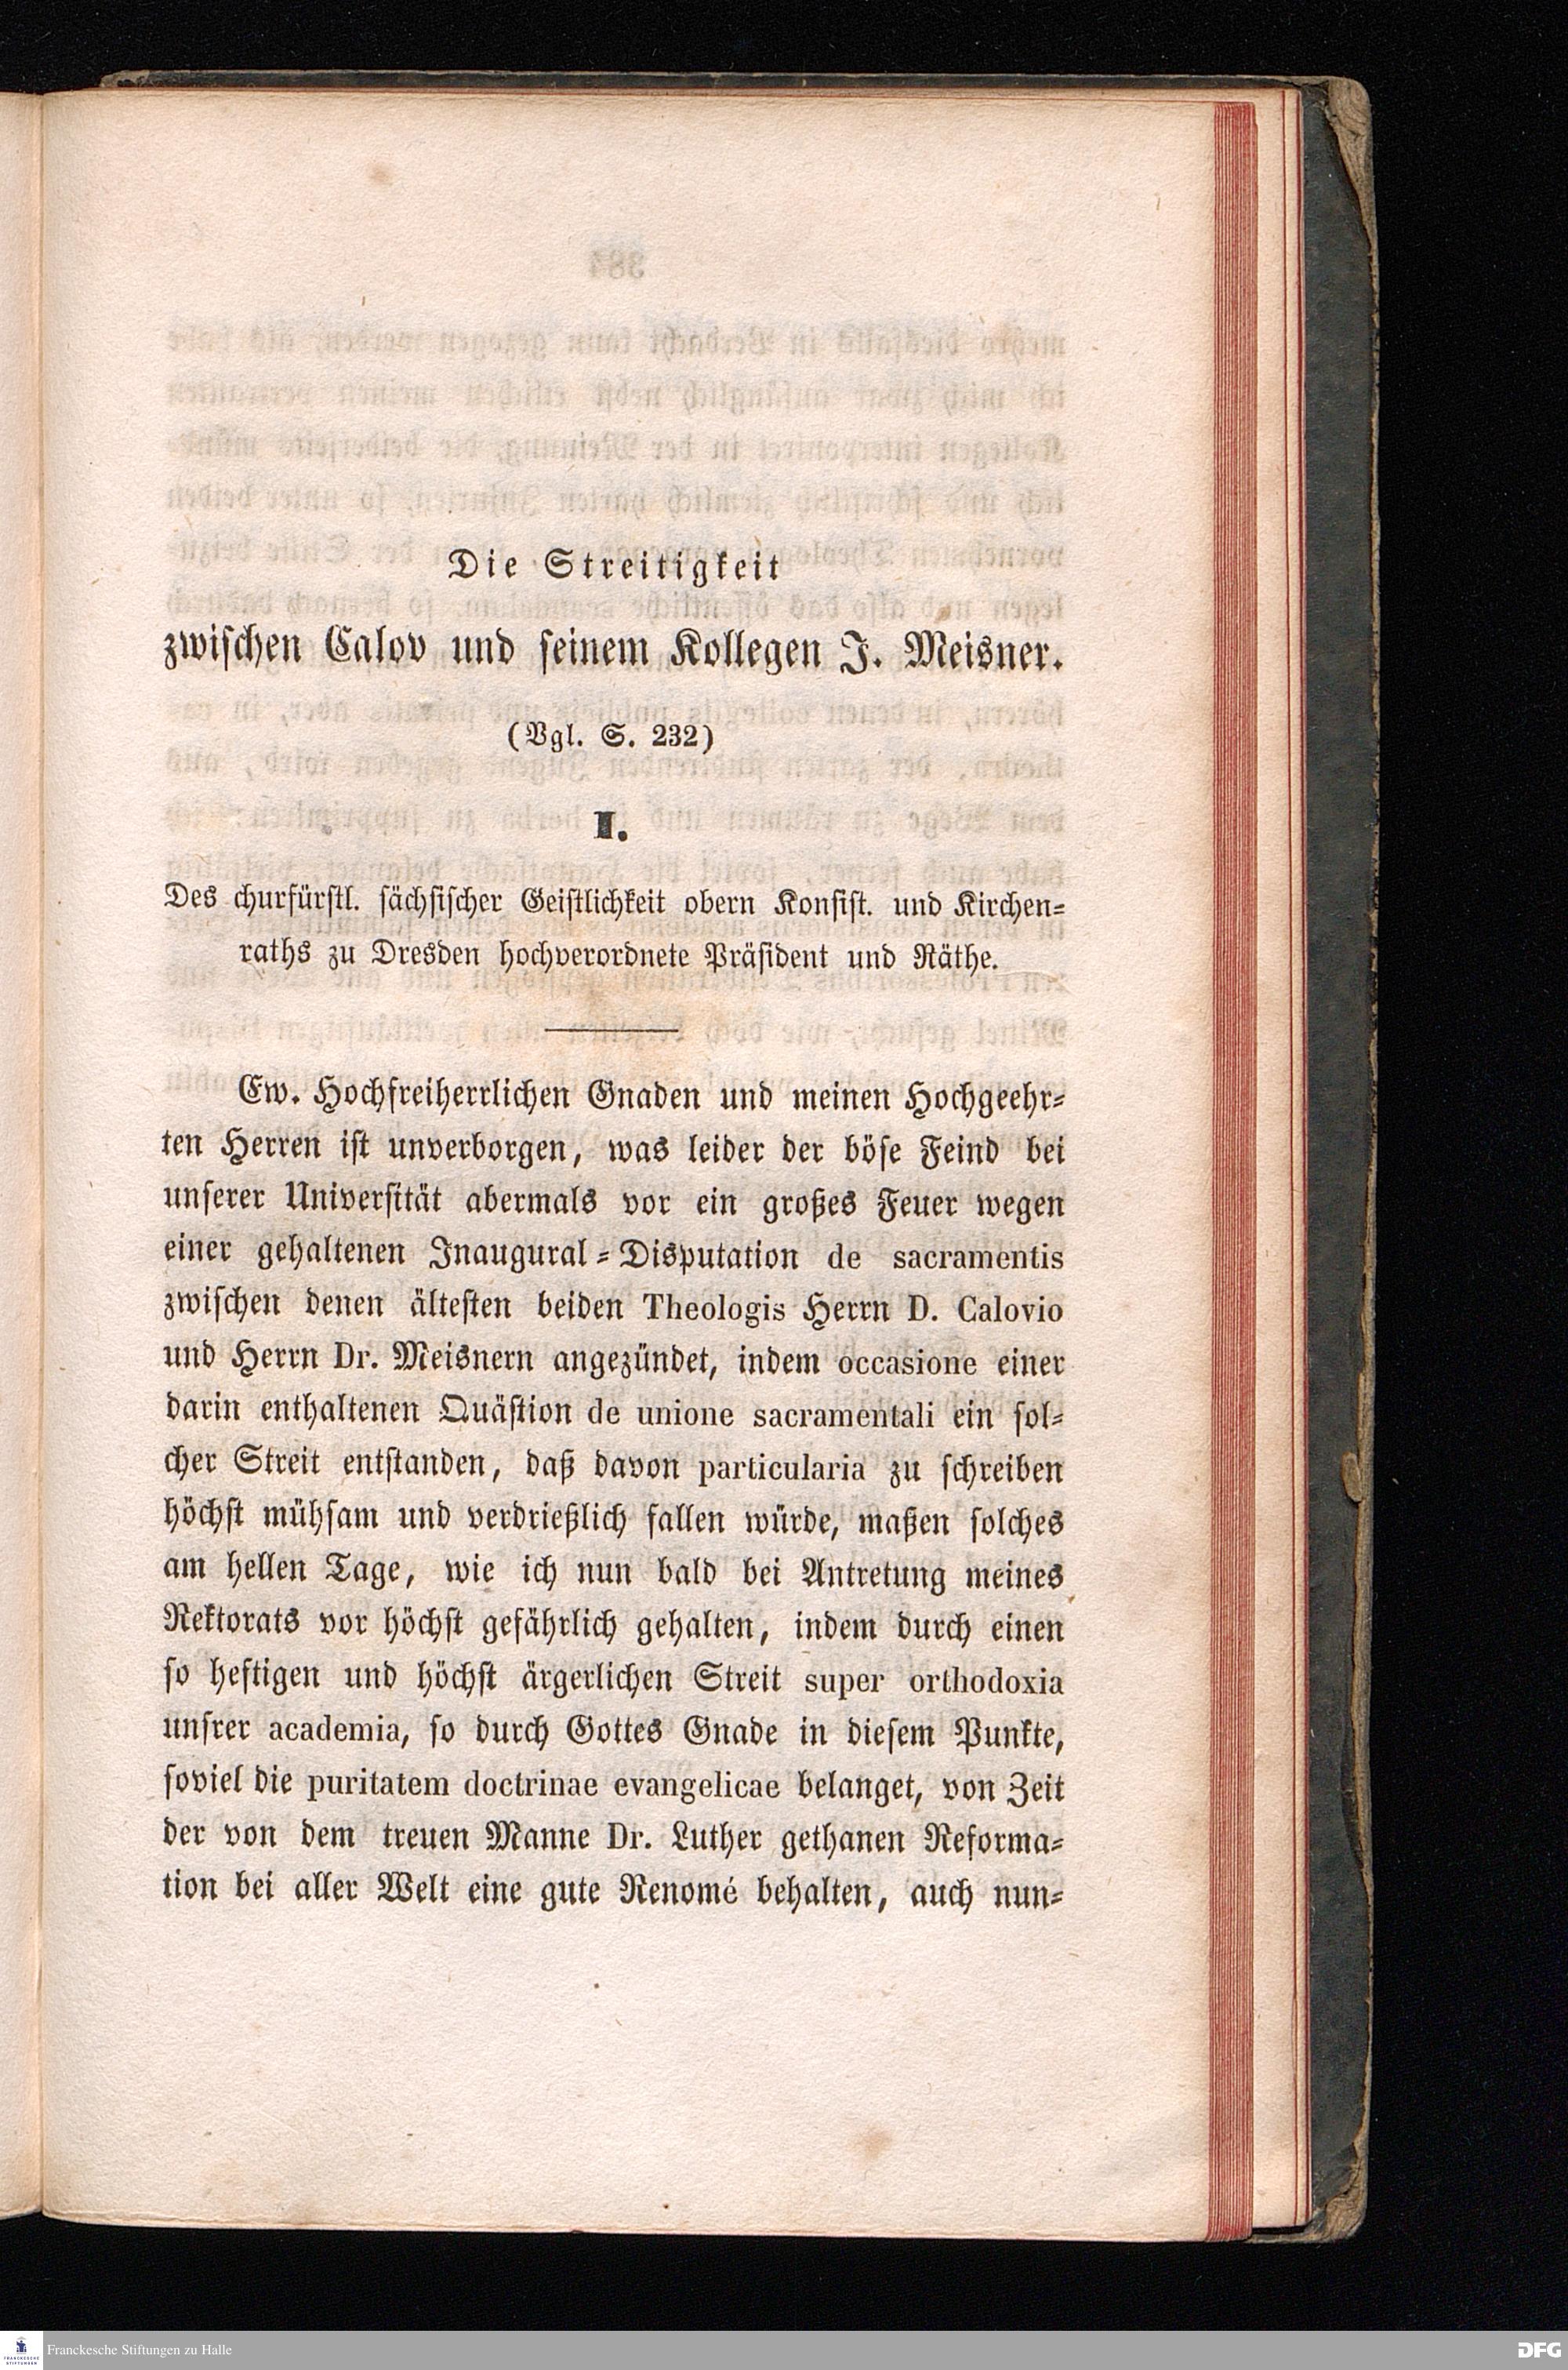 Die Streitigkeit
zwischen Calov und seinem Kollegen J. Meisner.
(Vgl. S. 232)
I.
Des churfürstl. sächsischer Geistlichkeit obern Konsist. und Kirchen-
raths zu Dresden hochverordnete Präsident und Räthe.
Ew. Hochfreiherrlichen Gnaden und meinen Hochgeehr-
ten Herren ist unverborgen, was leider der böse Feind bei
unserer Universität abermals vor ein großes Feuer wegen
einer gehaltenen Inaugural-Disputation de sacramentis
zwischen denen ältesten beiden Theologis Herrn D. Calovio
und Herrn Dr. Meisnern angezündet, indem occasione einer
darin enthaltenen Quästion de unione sacramentali ein sol-
cher Streit entstanden, daß davon particularia zu schreiben
höchst mühsam und verdrießlich fallen würde, maßen solches
am hellen Tage, wie ich nun bald bei Antretung meines
Rektorats vor höchst gefährlich gehalten, indem durch einen
so heftigen und höchst ärgerlichen Streit super orthodoxia
unsrer academia, so durch Gottes Gnade in diesem Punkte,
soviel die puritatem doctrinae evangelicae belanget, von Zeit
der von dem treuen Manne Dr. Luther gethanen Reforma-
tion bei aller Welt eine gute Renomé behalten, auch nun-
Franckesche Stiftungen zu Halle
DFG